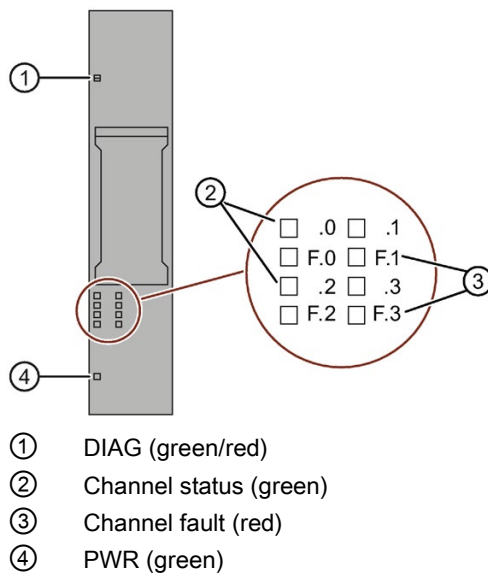 ①
②
.0 .1
F.0 F.1
③
.2 .3
F.2 F.3
④
① DIAG (green/red)
② Channel status (green)
③ Channel fault (red)
④ PWR (green)